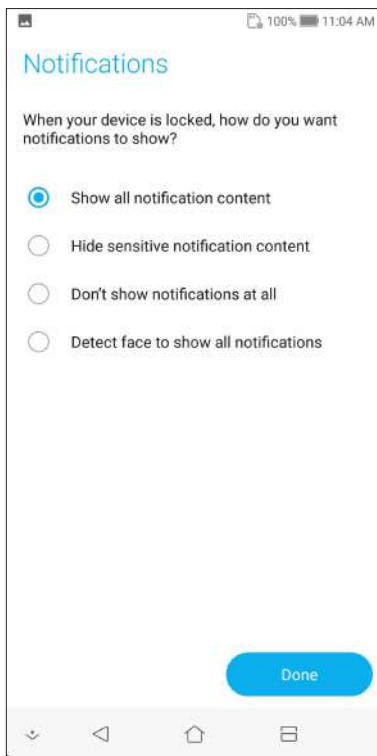 100% 11:04 AM
Notifications
When your device is locked, how do you want
notifications to show?
Show all notification content
Hide sensitive notification content
Don't show notifications at all
Detect face to show all notifications
Done